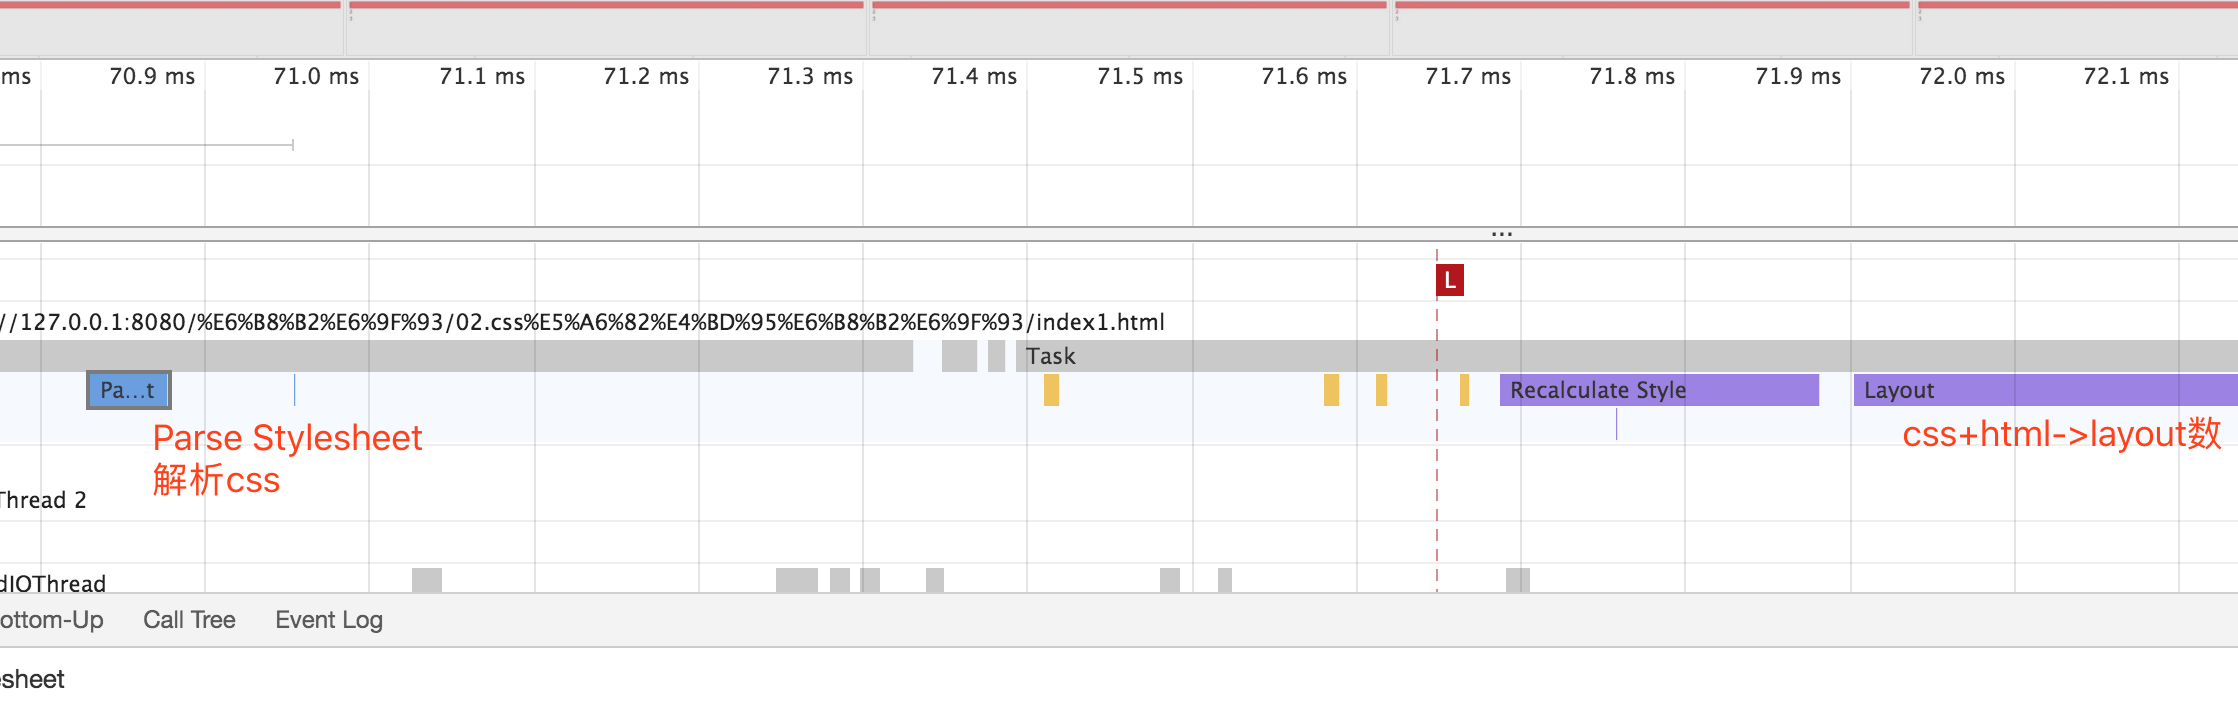 ms 70.9 ms 71.0 ms 71.1 ms 71.2 ms 71.3 ms 71.4 ms 71.5 ms 71.6 ms 71.7 ms 71.8 ms 71.9 ms 72.0 ms 72.1 ms
...
L
//127.0.0.1:8080/%E6%B8%B2%E6%9F%93/02.css%E5%A6%82%E4%BD%95%E6%B8%B2%E6%9F%93/index1.html
Task
Pa...t Recalculate Style Layout
Parse Stylesheet css+html->layout数
解析css
Thread 2
dIOThread
ottom-Up Call Tree Event Log
esheet